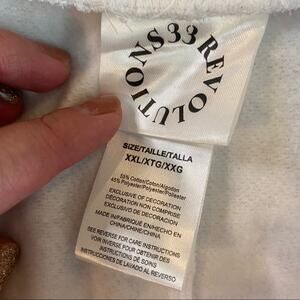 33 REVOLUTIONS
SIZE/TAILLE/TALLA
XXL/XTG/XXG
55% Cotton/Coton/Algodon
45% Polyester/Polyester/Poliester
EXCLUSIVE OF DECORATION
DÉCORATION NON COMPRISE
EXCLUSIVO DE DECORACION
MADE IN/FABRIQUÉ EN/HECHO EN
CHINA/CHINE/CHINA
SEE REVERSE FOR CARE INSTRUCTIONS
VOIR INVERSE POUR OBTENIR DES
INSTRUCTIONS DE SOINS
INSTRUCCIONES DE LAVADO AL REVERSO